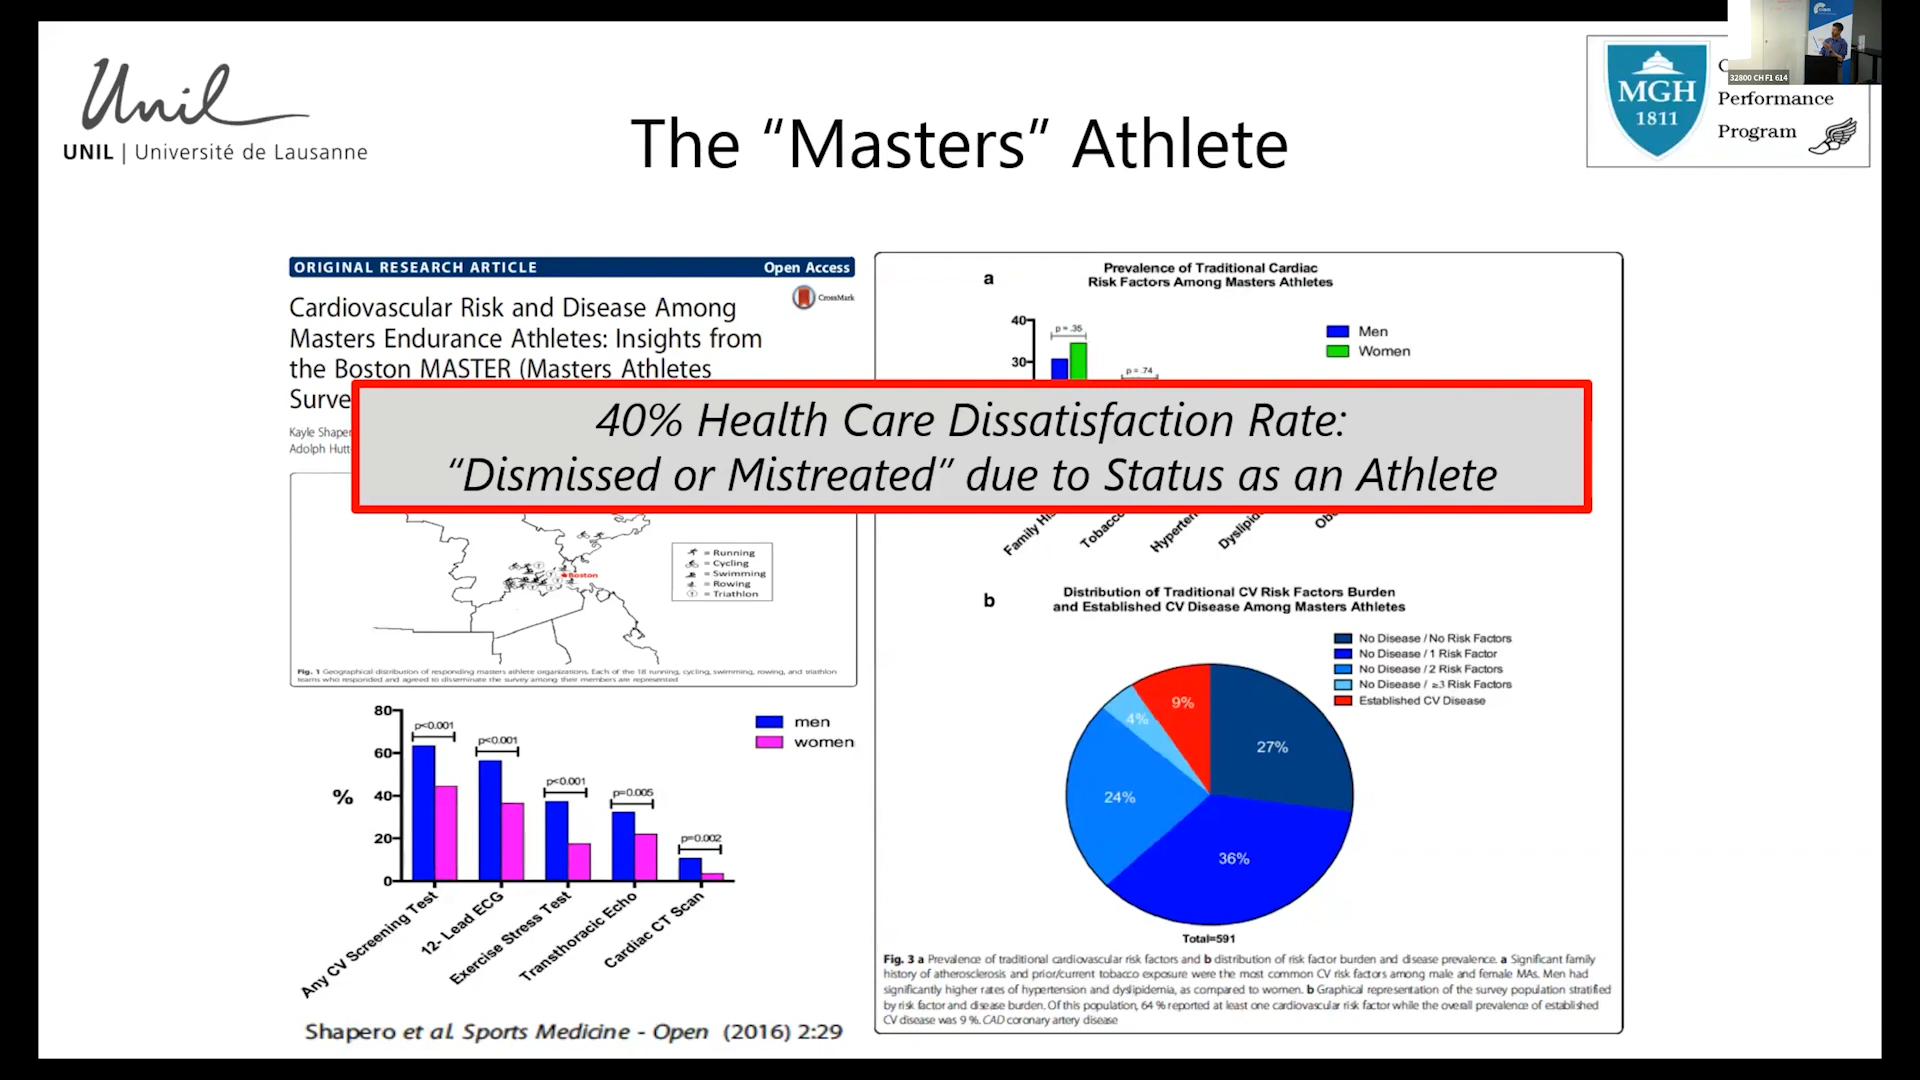 Unil
UNIL | Université de Lausanne
The “Masters” Athlete
MGH
1811
Performance
Program
32800 CH F1 614
ORIGINAL RESEARCH ARTICLE
Open Access
CrossMark
Cardiovascular Risk and Disease Among
Masters Endurance Athletes: Insights from
the Boston MASTER (Masters Athletes
Surve
Kayle Shaper
Adolph Hutt
40% Health Care Dissatisfaction Rate:
“Dismissed or Mistreated” due to Status as an Athlete
Boston
= Running
= Cycling
= Swimming
= Rowing
= Triathlon
Fig. 1 Geographical distribution of responding masters athlete organizations. Each of the 18 running, cycling, swimming, rowing, and triathlon
teams who responded and agreed to disseminate the survey among their members are represented
80
60
40
20
0
%
p<0.001
p<0.001
p<0.001
p=0.005
p=0.002
men
women
Any CV Screening Test
12- Lead ECG
Exercise Stress Test
Transthoracic Echo
Cardiac CT Scan
Shapero et al. Sports Medicine - Open (2016) 2:29
a
Prevalence of Traditional Cardiac
Risk Factors Among Masters Athletes
40
30
p = .35
p = .74
Men
Women
Family His
Tobacco
Hyperten
Dyslipid
Ob
b
Distribution of Traditional CV Risk Factors Burden
and Established CV Disease Among Masters Athletes
No Disease / No Risk Factors
No Disease / 1 Risk Factor
No Disease / 2 Risk Factors
No Disease / ≥3 Risk Factors
Established CV Disease
9%
4%
27%
24%
36%
Total=591
Fig. 3 a Prevalence of traditional cardiovascular risk factors and b distribution of risk factor burden and disease prevalence. a Significant family
history of atherosclerosis and prior/current tobacco exposure were the most common CV risk factors among male and female MAs. Men had
significantly higher rates of hypertension and dyslipidemia, as compared to women. b Graphical representation of the survey population stratified
by risk factor and disease burden. Of this population, 64 % reported at least one cardiovascular risk factor while the overall prevalence of established
CV disease was 9 %. CAD coronary artery disease